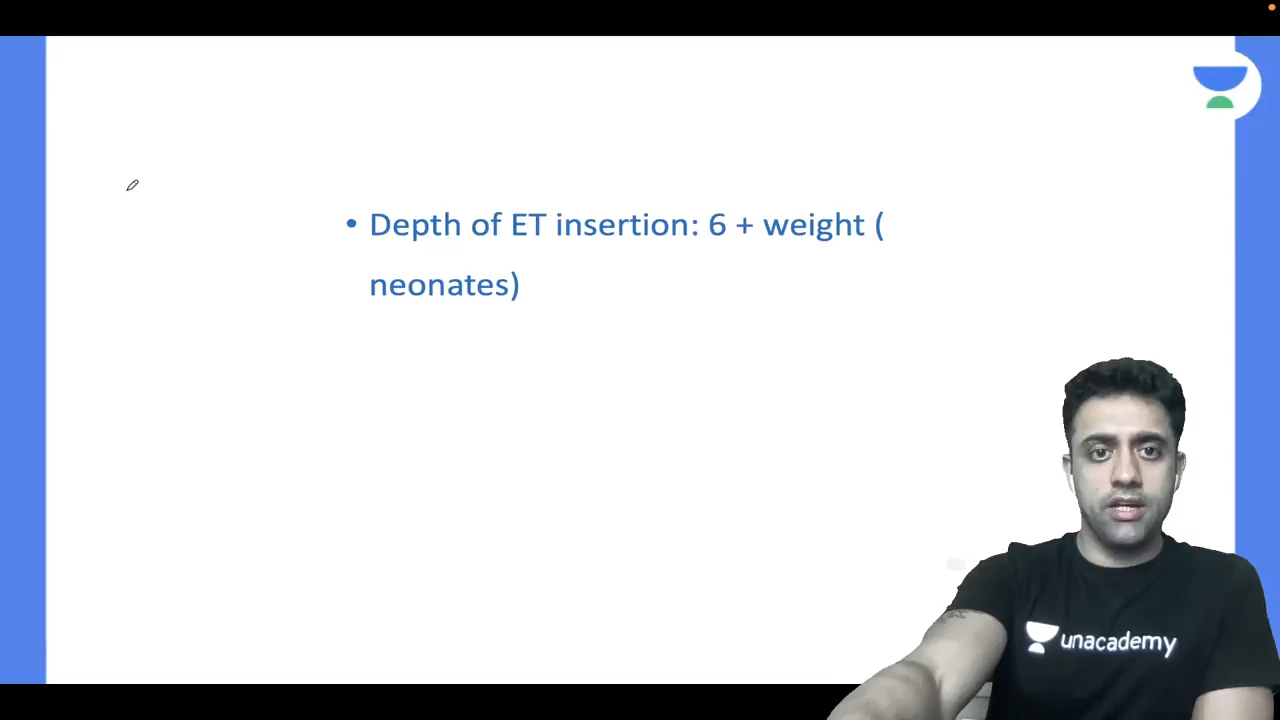 • Depth of ET insertion: 6 + weight (
neonates)
unacademy